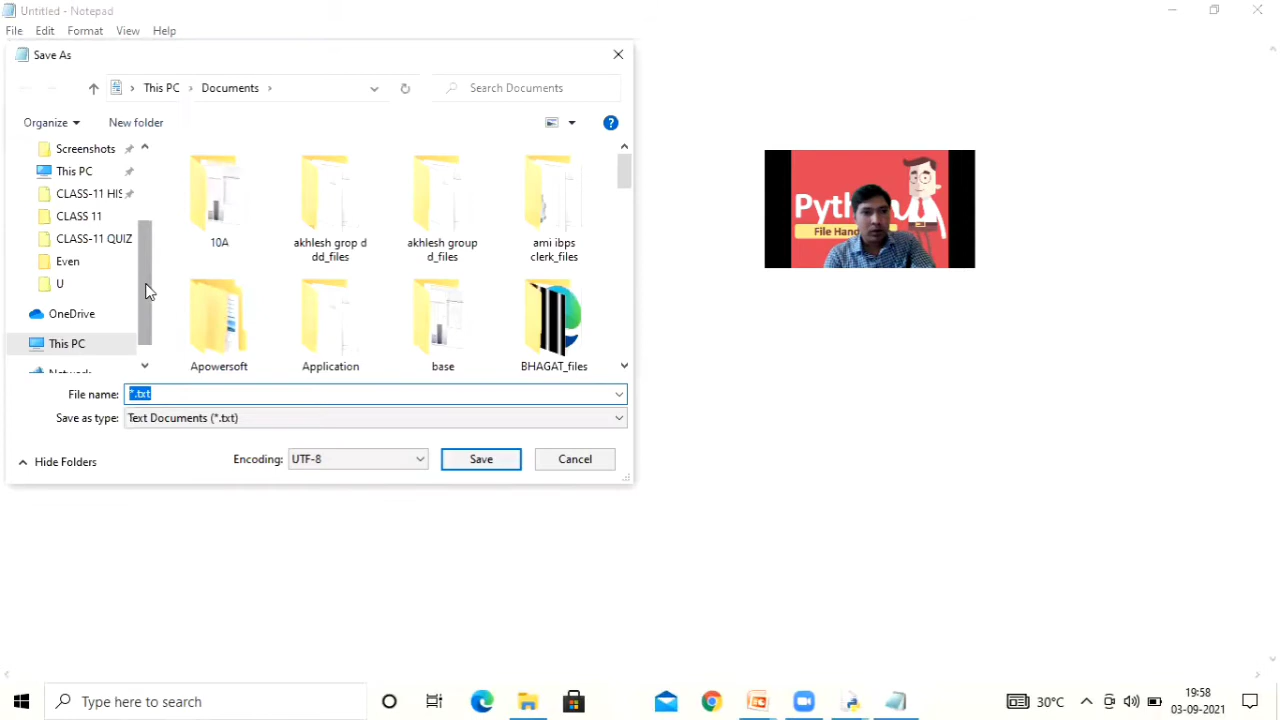 Untitled - Notepad
File Edit Format View Help
Save As
This PC Documents
Search Documents
Organize New folder
Screenshots
This PC
CLASS-11 HIS
CLASS 11
CLASS-11 QUIZ
Even
U
OneDrive
This PC
Network
10A
akhlesh grop d
dd_files
akhlesh group
d_files
ami ibps
clerk_files
Apowersoft
Application
base
BHAGAT_files
File name: *.txt
Save as type: Text Documents (*.txt)
Hide Folders
Encoding: UTF-8
Save
Cancel
Type here to search
30°C
19:58
03-09-2021